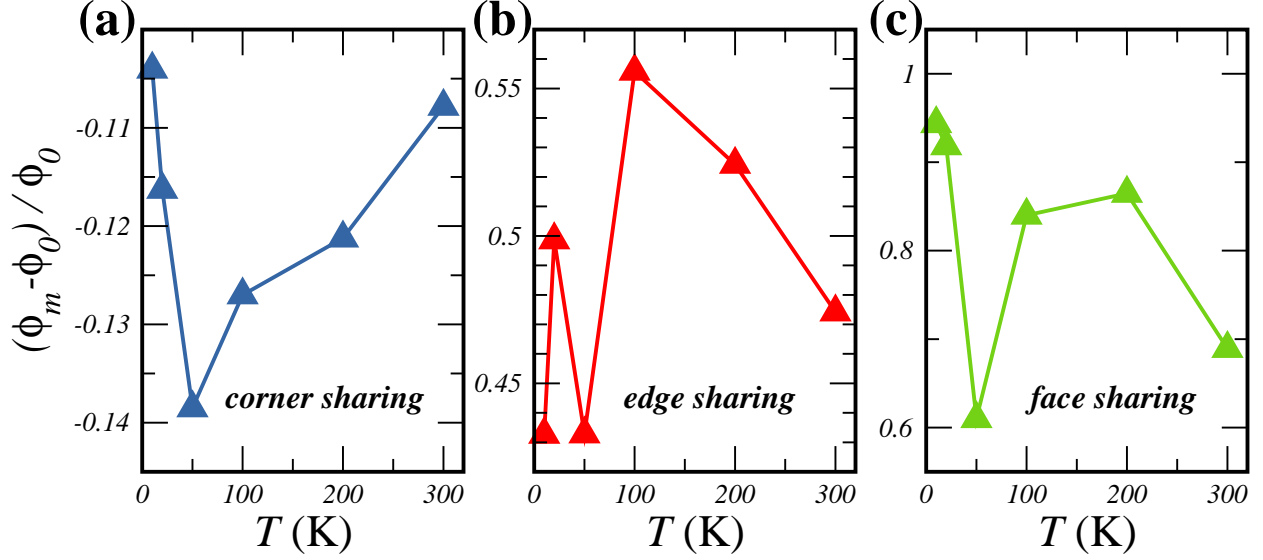 (a)
(b)
(c)
(ϕm -ϕ0) / ϕ0
-0.11
-0.12
-0.13
-0.14
corner sharing
0
100
200
300
T (K)
0.55
0.5
0.45
edge sharing
0
100
200
300
T (K)
1
0.8
0.6
face sharing
0
100
200
300
T (K)